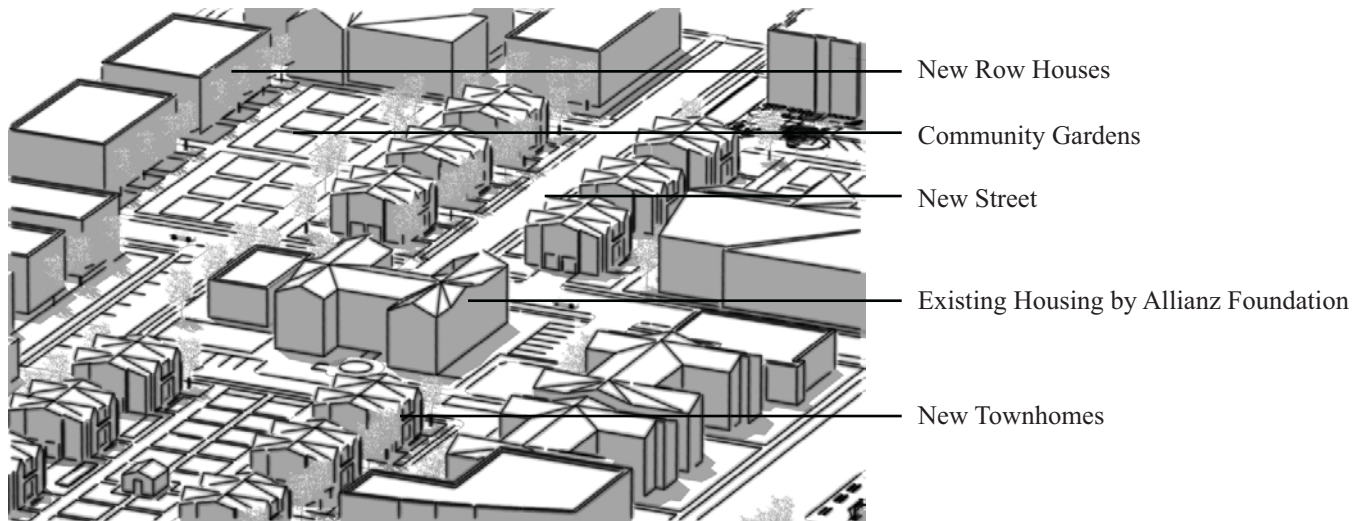 New Row Houses
Community Gardens
New Street
Existing Housing by Allianz Foundation
New Townhomes